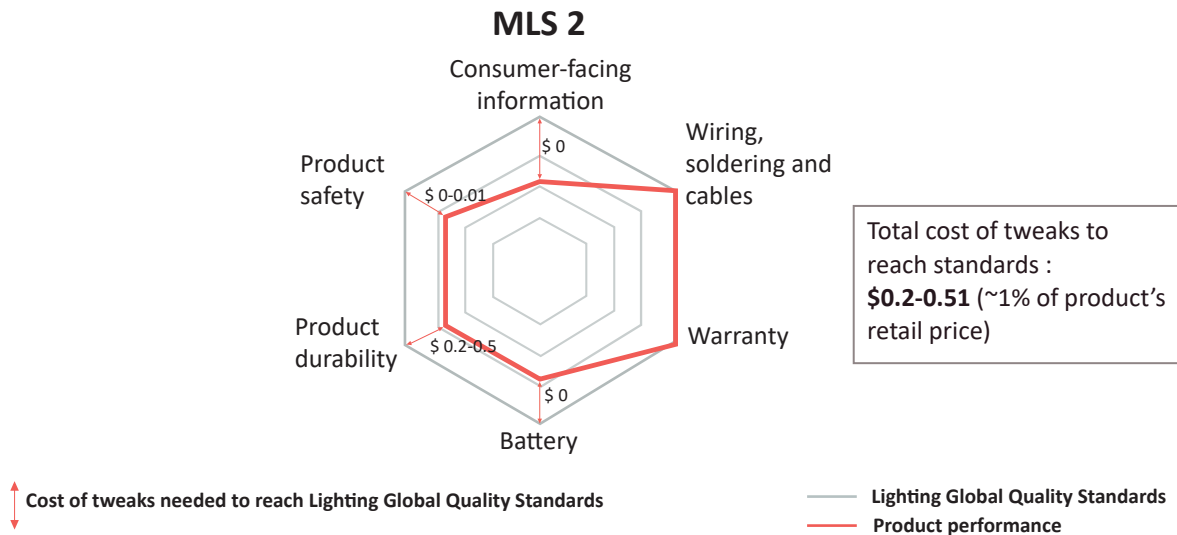 MLS 2
Consumer-facing
information
Wiring,
soldering and
cables
$ 0
Product
safety
$ 0-0.01
Total cost of tweaks to
reach standards :
$0.2-0.51 (~1% of product’s
retail price)
Product
durability
$ 0.2-0.5
Warranty
$ 0
Battery
Cost of tweaks needed to reach Lighting Global Quality Standards
Lighting Global Quality Standards
Product performance